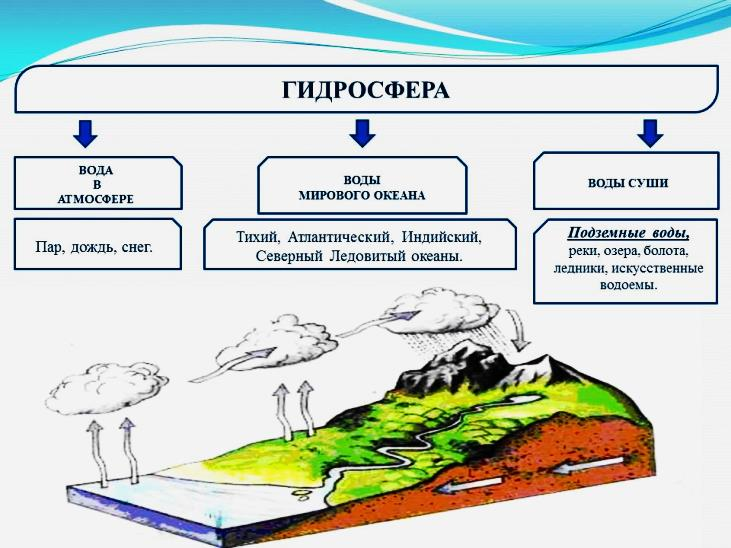 ГИДРОСФЕРА
ВОДА
В
АТМОСФЕРЕ
ВОДЫ
МИРОВОГО ОКЕАНА
ВОДЫ СУШИ
Пар, дождь, снег.
Тихий, Атлантический, Индийский,
Северный Ледовитый океаны.
Подземные воды,
реки, озера, болота,
ледники, искусственные
водоемы.